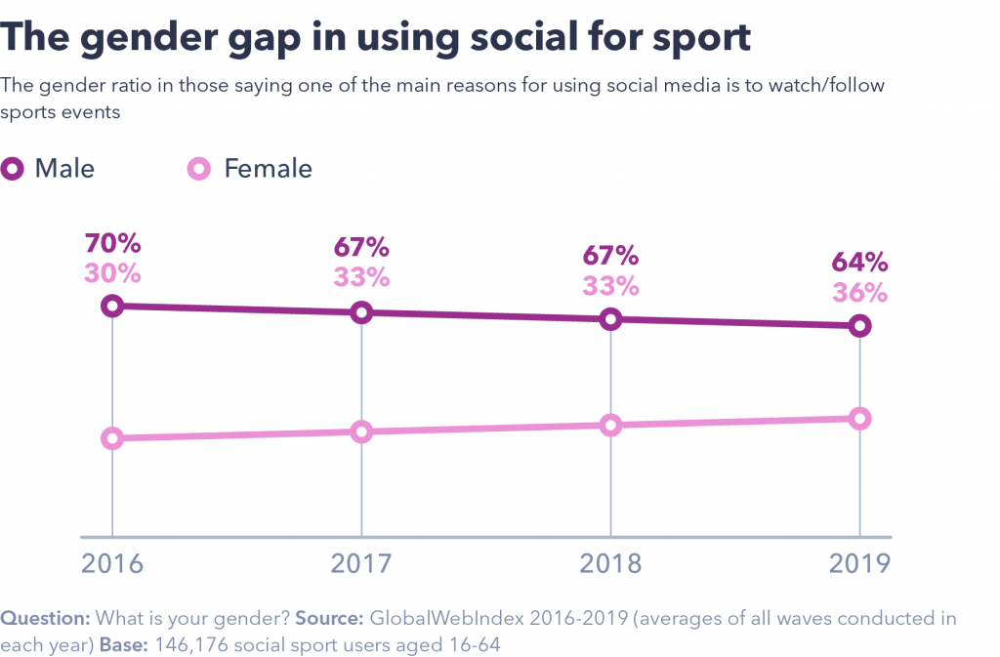 The gender gap in using social for sport
The gender ratio in those saying one of the main reasons for using social media is to watch/follow
sports events
Male Female
70% 67% 67% 64%
30% 33% 33% 36%
2016 2017 2018 2019
Question: What is your gender? Source: GlobalWebIndex 2016-2019 (averages of all waves conducted in
each year) Base: 146,176 social sport users aged 16-64